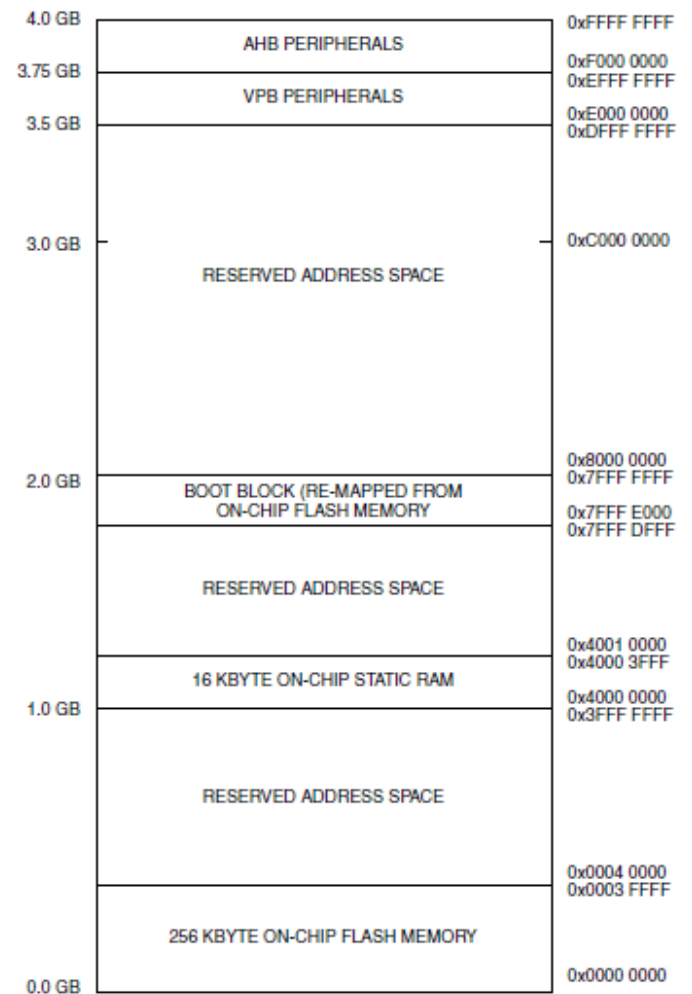 4.0 GB
0xFFFF FFFF
AHB PERIPHERALS
0xF000 0000
3.75 GB
0xEFFF FFFF
VPB PERIPHERALS
0xE000 0000
3.5 GB
0xDFFF FFFF
3.0 GB
0xC000 0000
RESERVED ADDRESS SPACE
0x8000 0000
2.0 GB
0x7FFF FFFF
BOOT BLOCK (RE-MAPPED FROM
ON-CHIP FLASH MEMORY
0x7FFF E000
0x7FFF DFFF
RESERVED ADDRESS SPACE
0x4001 0000
0x4000 3FFF
16 KBYTE ON-CHIP STATIC RAM
0x4000 0000
1.0 GB
0x3FFF FFFF
RESERVED ADDRESS SPACE
0x0004 0000
0x0003 FFFF
256 KBYTE ON-CHIP FLASH MEMORY
0x0000 0000
0.0 GB